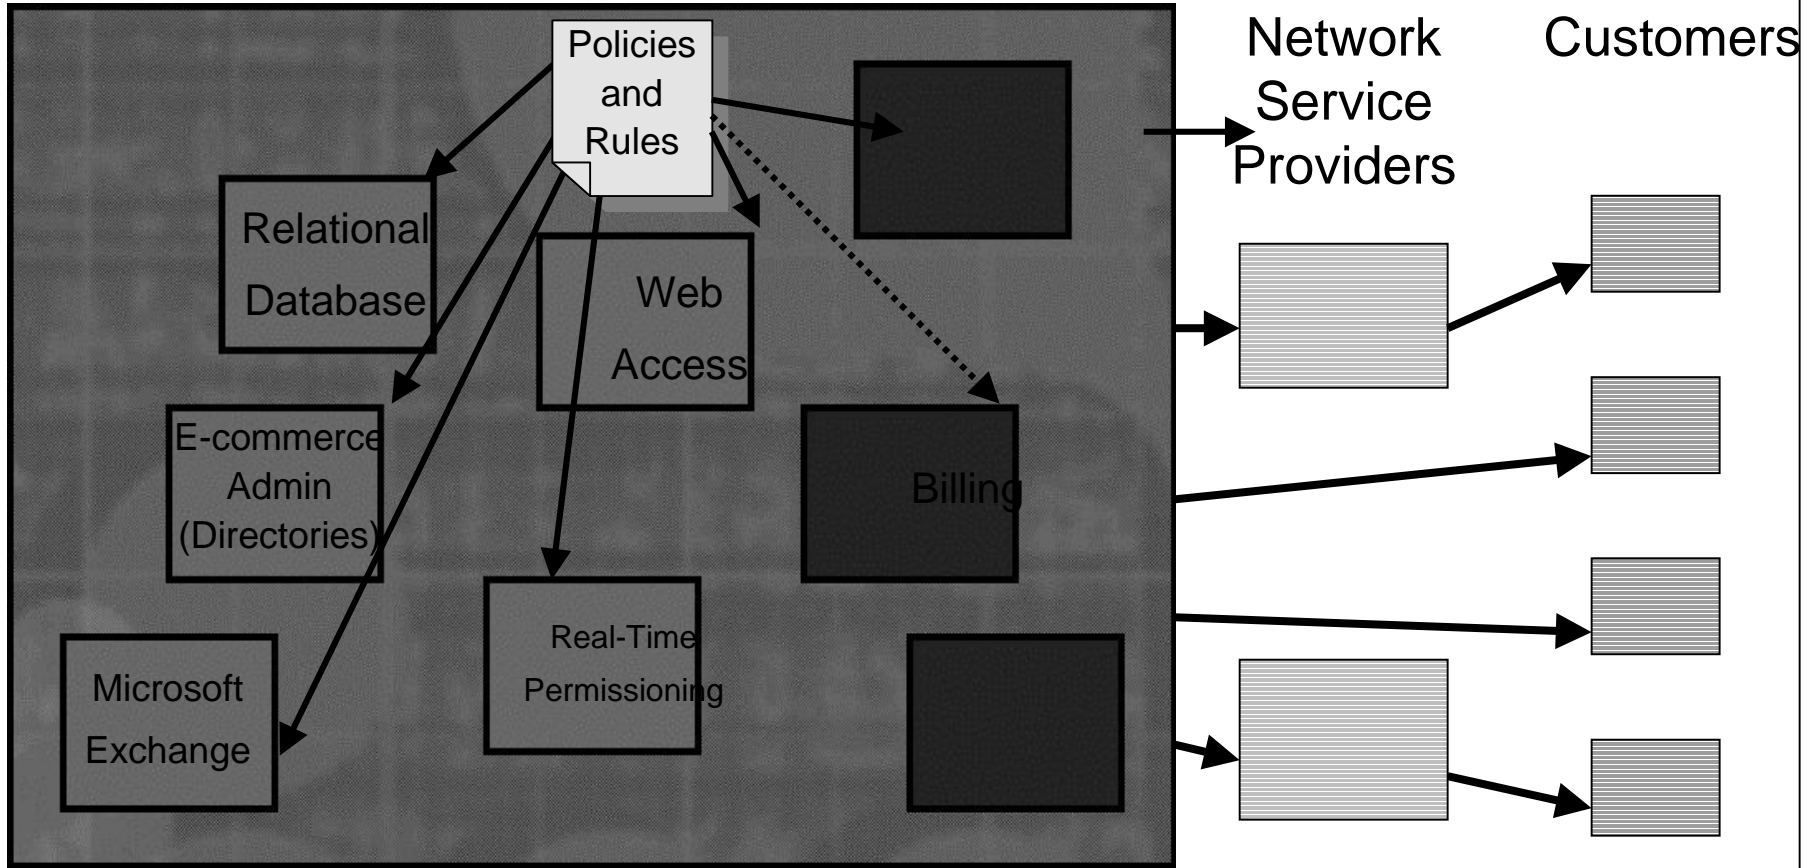 Policies
and
Rules
Network
Service
Providers
Customers
Relational
Database
Web
Access
E-commerce
Admin
(Directories)
Billing
Real-Time
Permissioning
Microsoft
Exchange